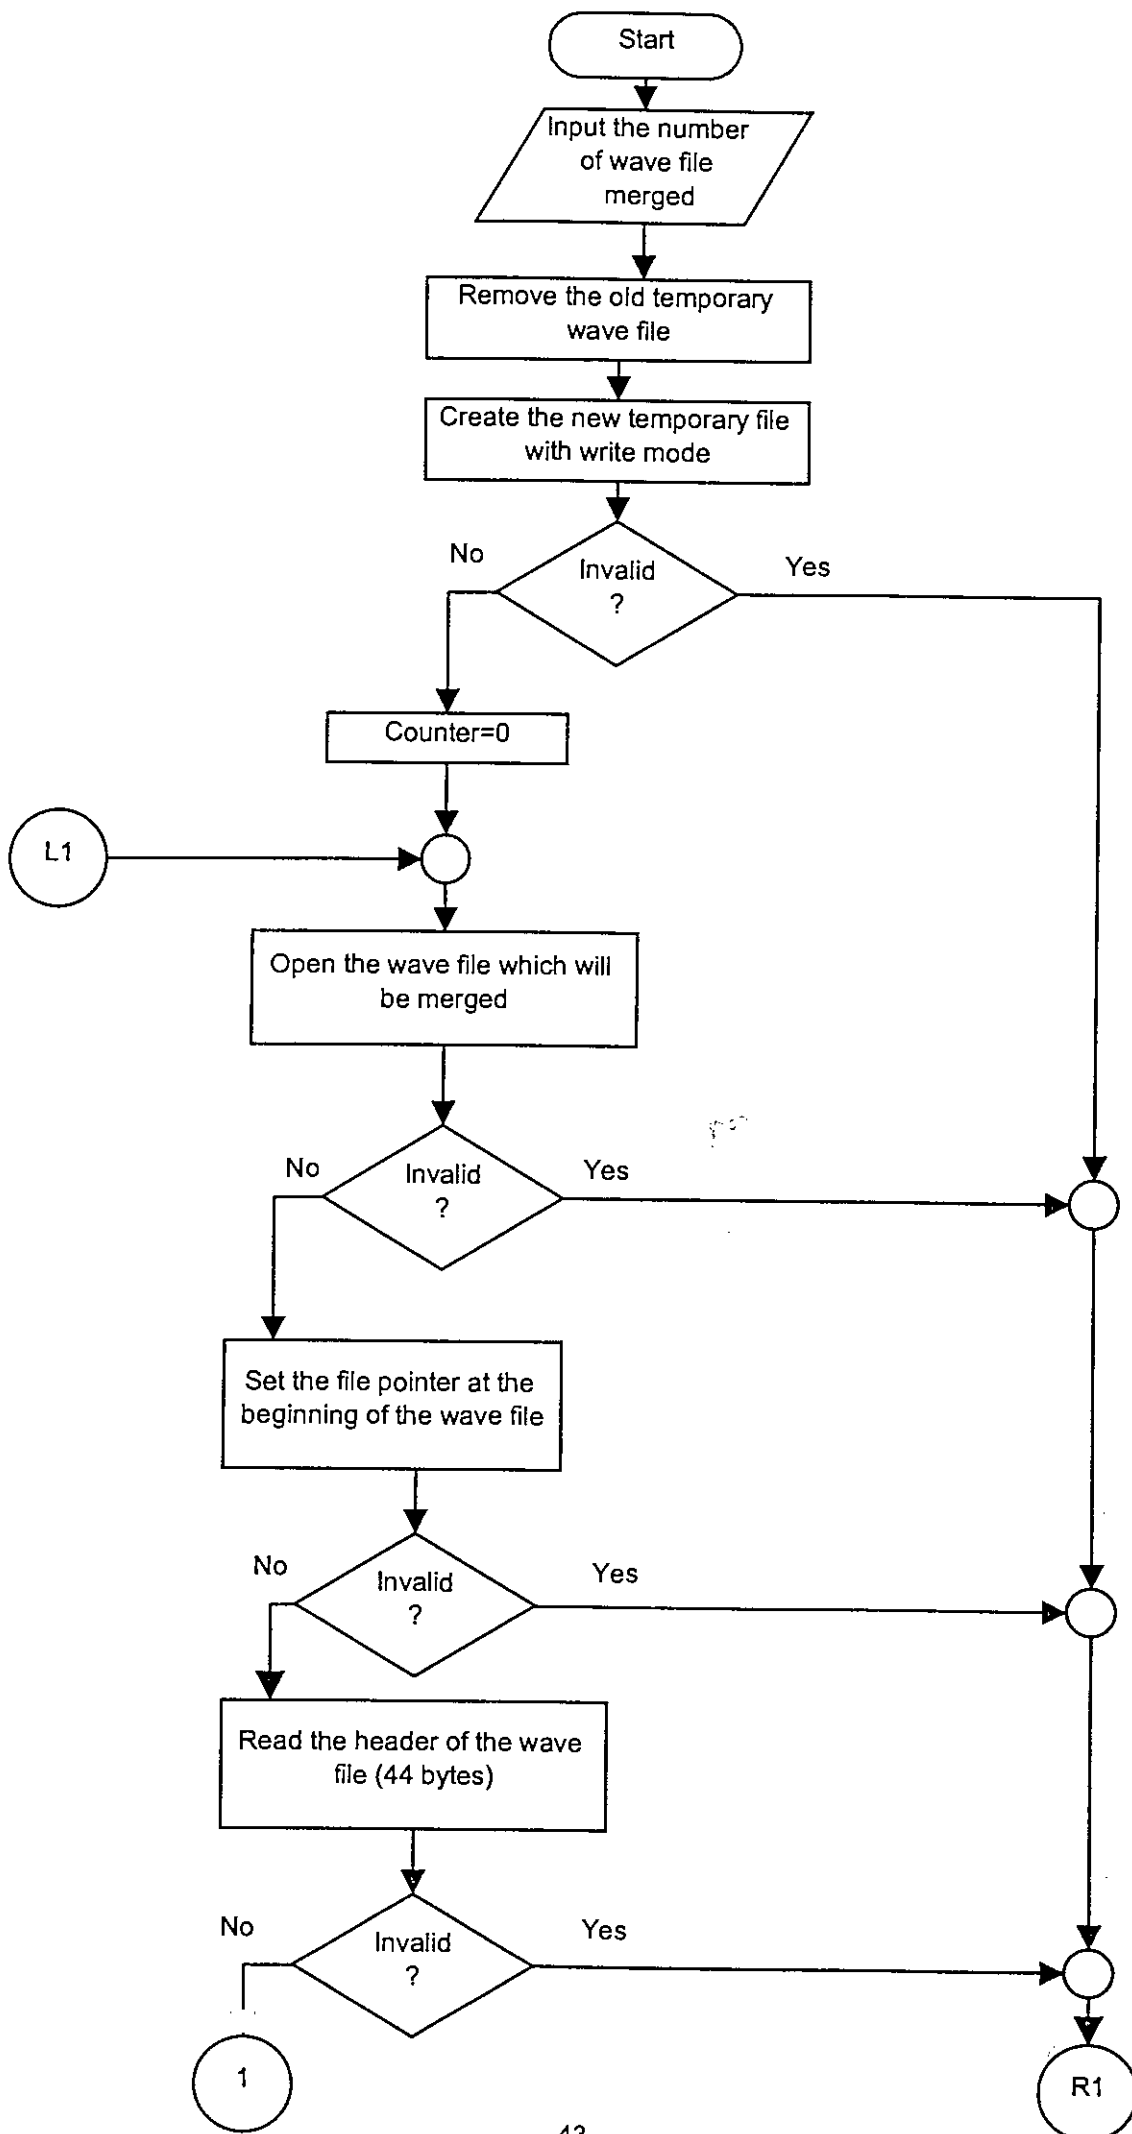 Start
Input the number
of wave file
merged
Remove the old temporary
wave file
Create the new temporary file
with write mode
No
Invalid
?
Yes
Counter=0
L1
Open the wave file which will
be merged
No
Invalid
?
Yes
Set the file pointer at the
beginning of the wave file
No
Invalid
?
Yes
Read the header of the wave
file (44 bytes)
No
Invalid
?
Yes
1
R1
43